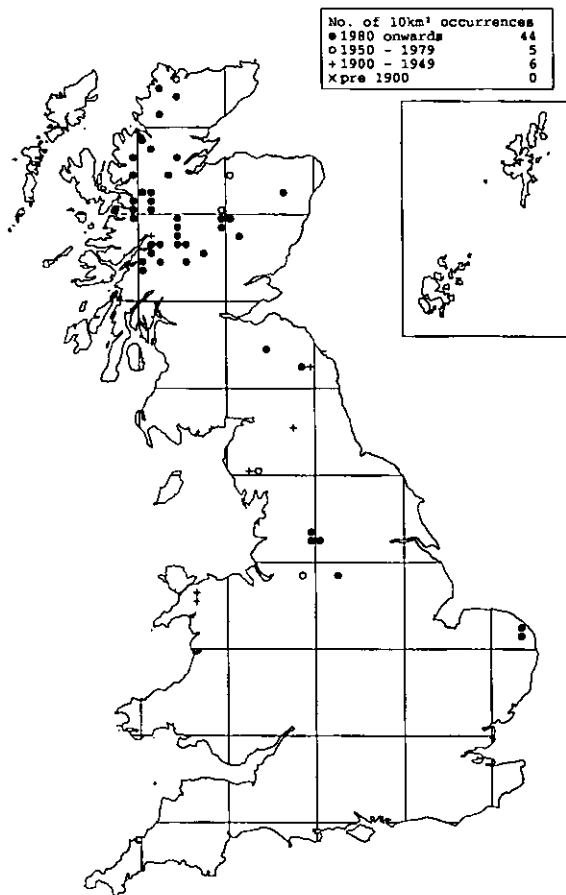 No. of 10km² occurrences
● 1980 onwards 44
○ 1950 - 1979 5
+ 1900 - 1949 6
× pre 1900 0